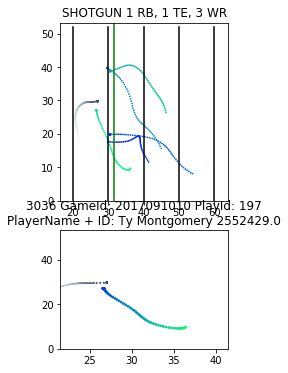 SHOTGUN 1 RB, 1 TE, 3 WR
50
40
30
20
10
0
20 30 40 50 60
3036 GameId: 2017091010 PlayId: 197
PlayerName + ID: Ty Montgomery 2552429.0
40
20
0
25 30 35 40